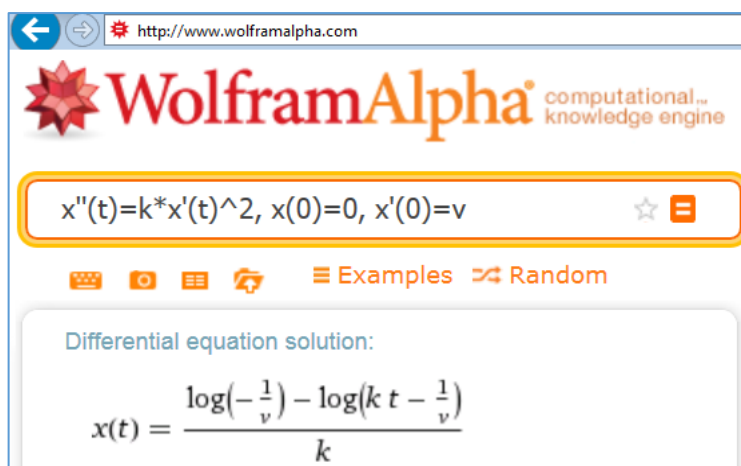 http://www.wolframalpha.com
WolframAlpha computational...
knowledge engine
x"(t)=k*x'(t)^2, x(0)=0, x'(0)=v
Examples Random
Differential equation solution:
x(t) = (log(-1/v) - log(k t - 1/v))/k